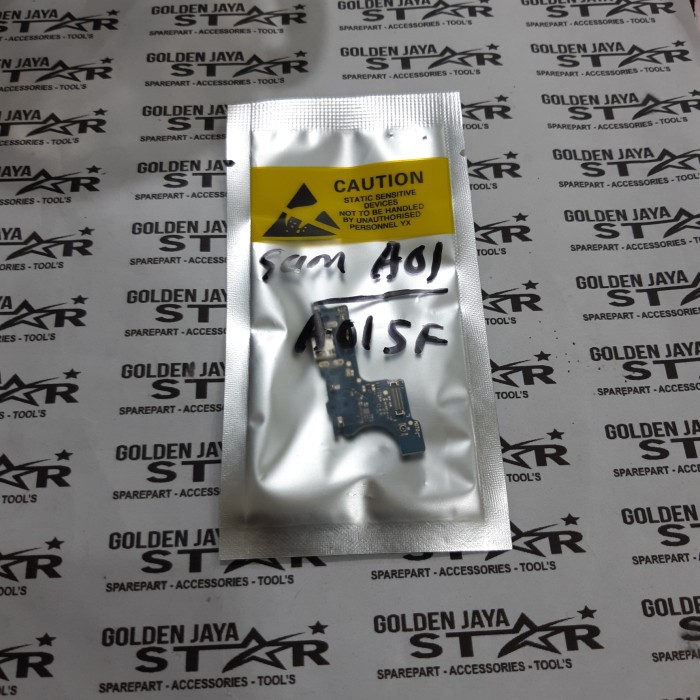 GOLDEN JAYA
STAR
SPAREPART - ACCESSORIES - TOOL'S
CAUTION
STATIC SENSITIVE
DEVICES
NOT TO BE HANDLED
BY UNAUTHORISED
PERSONNEL YX
Sam A01
A015F